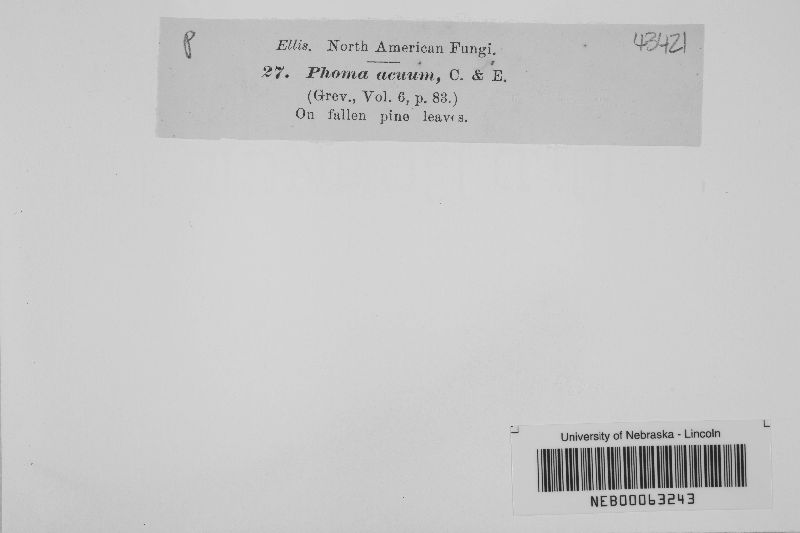 P
Ellis. North American Fungi.
43421
27. Phoma acuum, C. & E.
(Grev., Vol. 6, p. 83.)
On fallen pine leaves.
University of Nebraska - Lincoln
NEB00063243